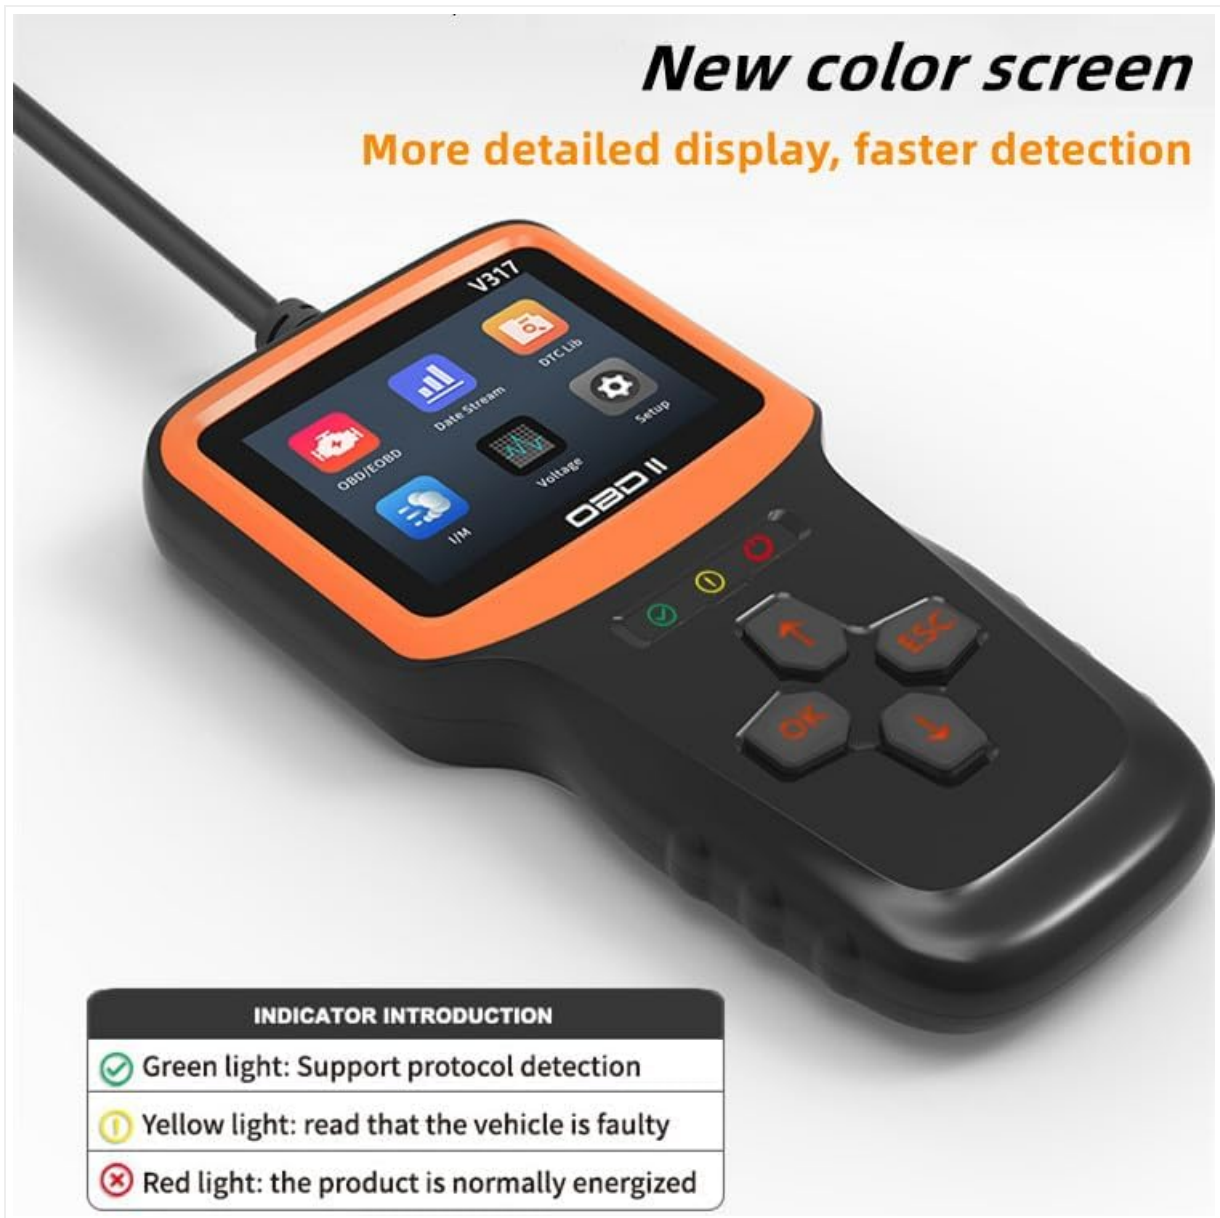 New color screen
More detailed display, faster detection
V317
OBD/EOBD
Date Stream
DTC Lib
I/M
Voltage
Setup
OBD II
ESC
OK
INDICATOR INTRODUCTION
Green light: Support protocol detection
Yellow light: read that the vehicle is faulty
Red light: the product is normally energized